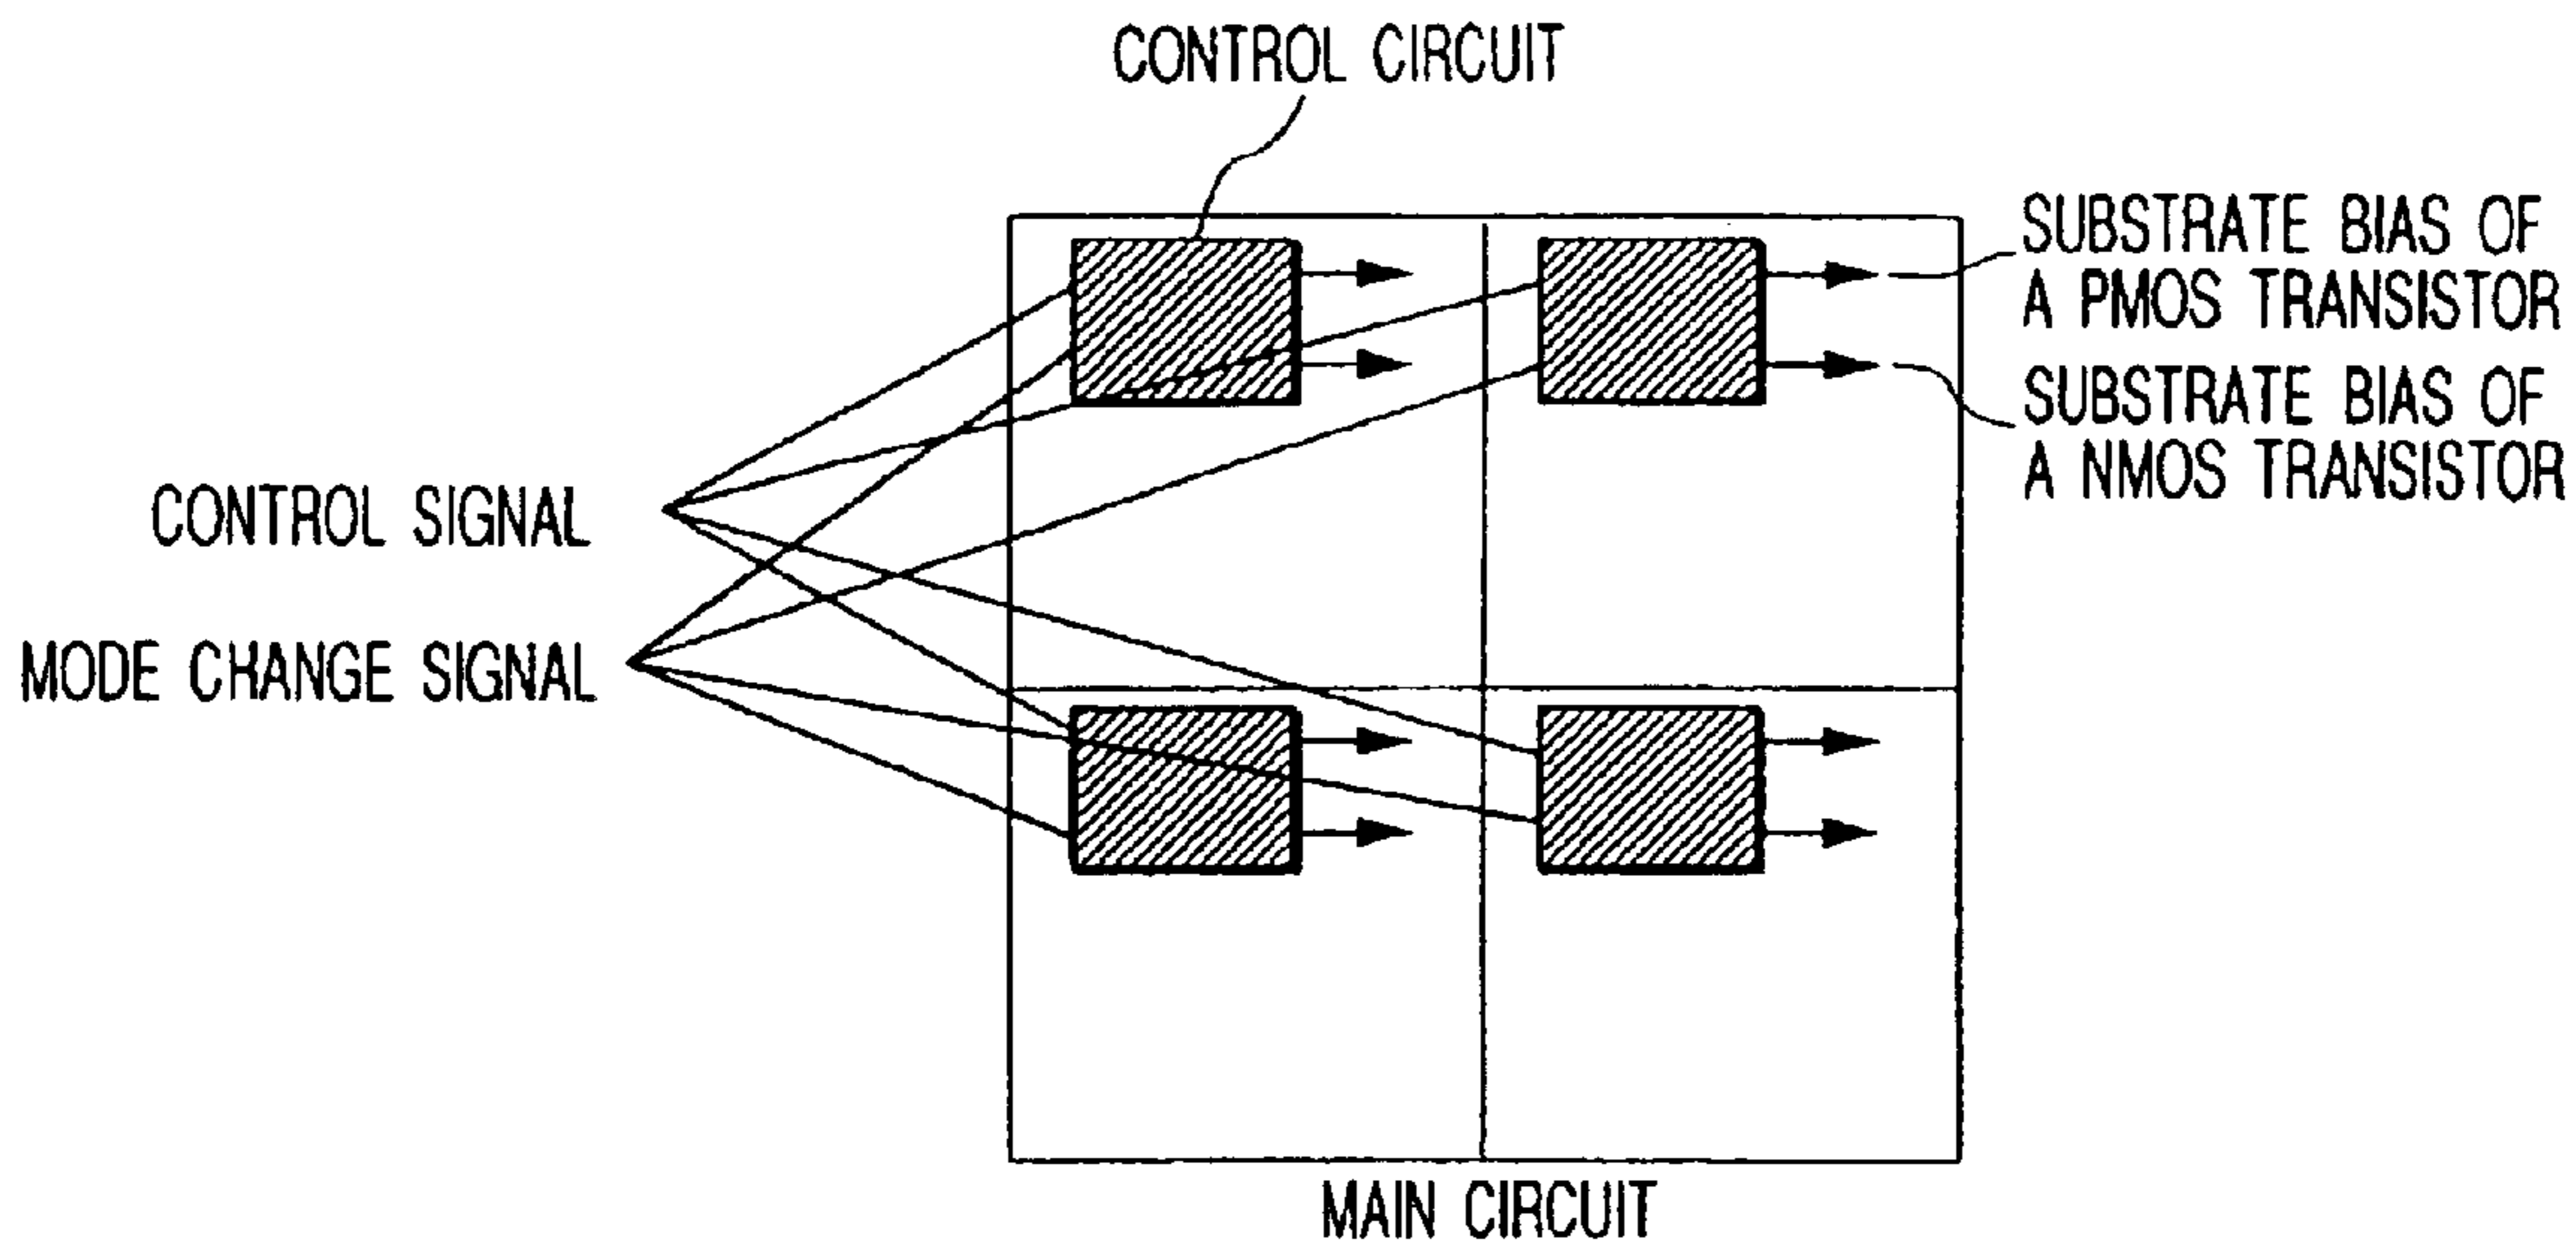 CONTROL CIRCUIT
SUBSTRATE BIAS OF
A PMOS TRANSISTOR
SUBSTRATE BIAS OF
A NMOS TRANSISTOR
CONTROL SIGNAL
MODE CHANGE SIGNAL
MAIN CIRCUIT